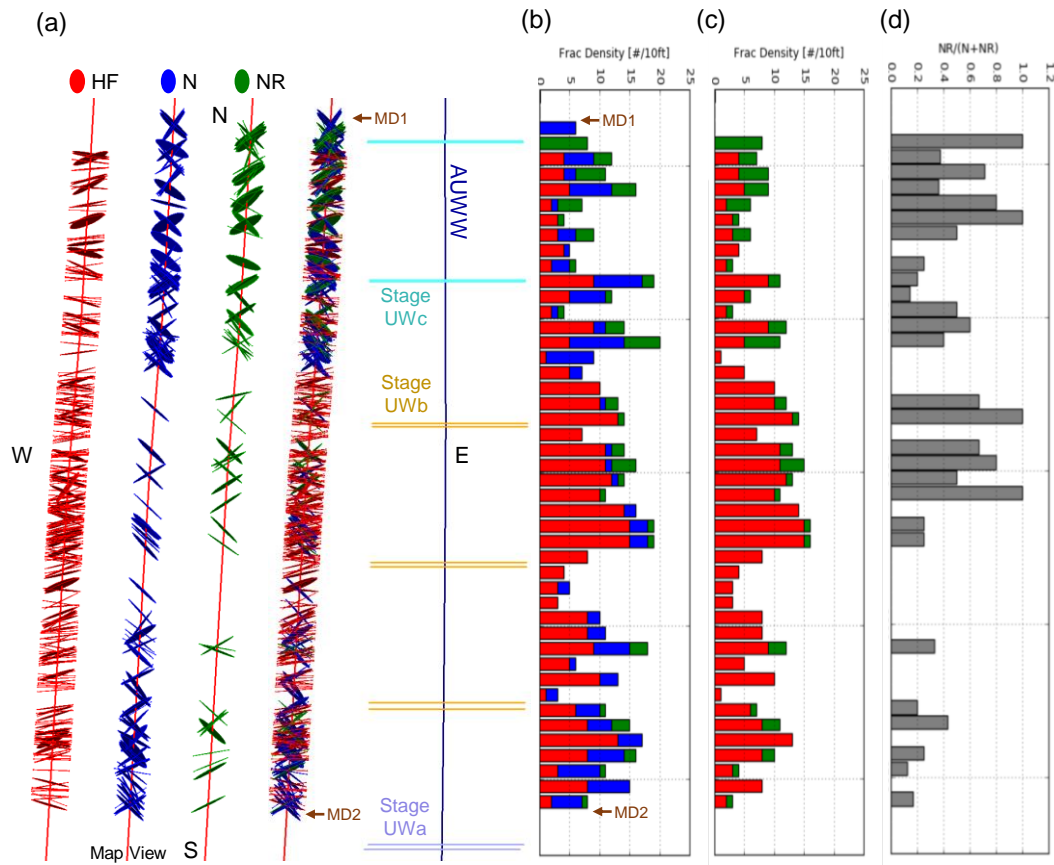 (a)
(b)
(c)
(d)
Frac Density [#/10ft]
Frac Density [#/10ft]
NR/(N+NR)
0 5 10 15 20 25
0 5 10 15 20 25
0.0 0.2 0.4 0.6 0.8 1.0 1.2
HF
N
NR
N
MD1
MD1
AUWW
Stage
UWc
Stage
UWb
W
E
MD2
MD2
Stage
UWa
Map View
S